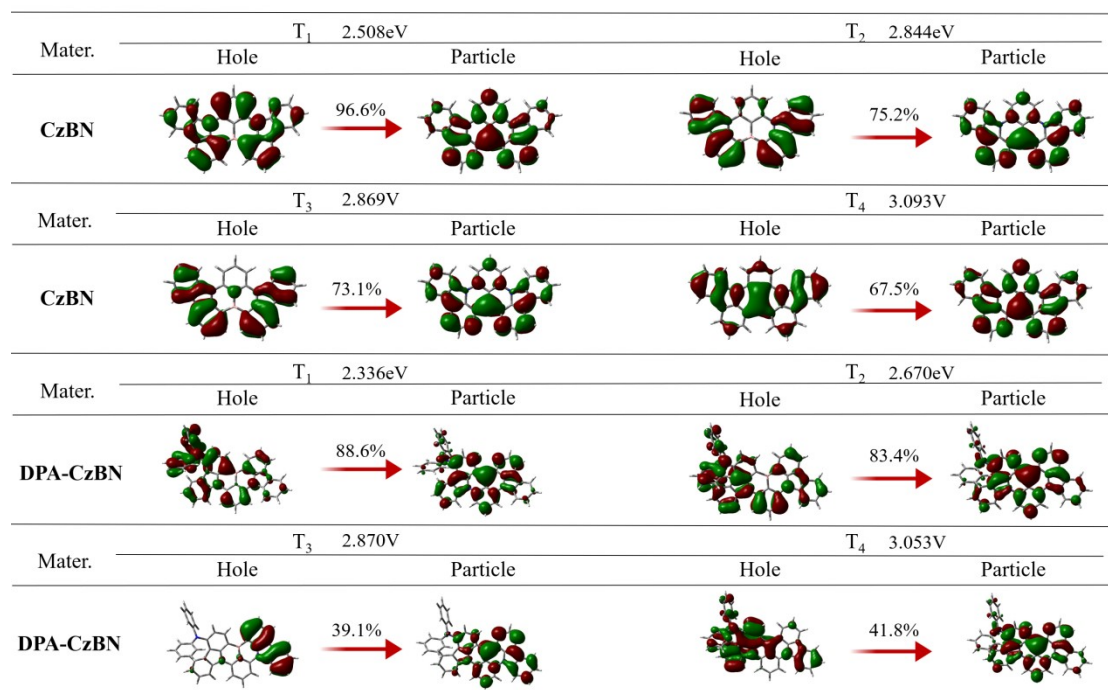 Mater. T1 2.508eV T2 2.844eV
Hole Particle Hole Particle
CzBN 96.6% 75.2%
Mater. T3 2.869V T4 3.093V
Hole Particle Hole Particle
CzBN 73.1% 67.5%
Mater. T1 2.336eV T2 2.670eV
Hole Particle Hole Particle
DPA-CzBN 88.6% 83.4%
Mater. T3 2.870V T4 3.053V
Hole Particle Hole Particle
DPA-CzBN 39.1% 41.8%